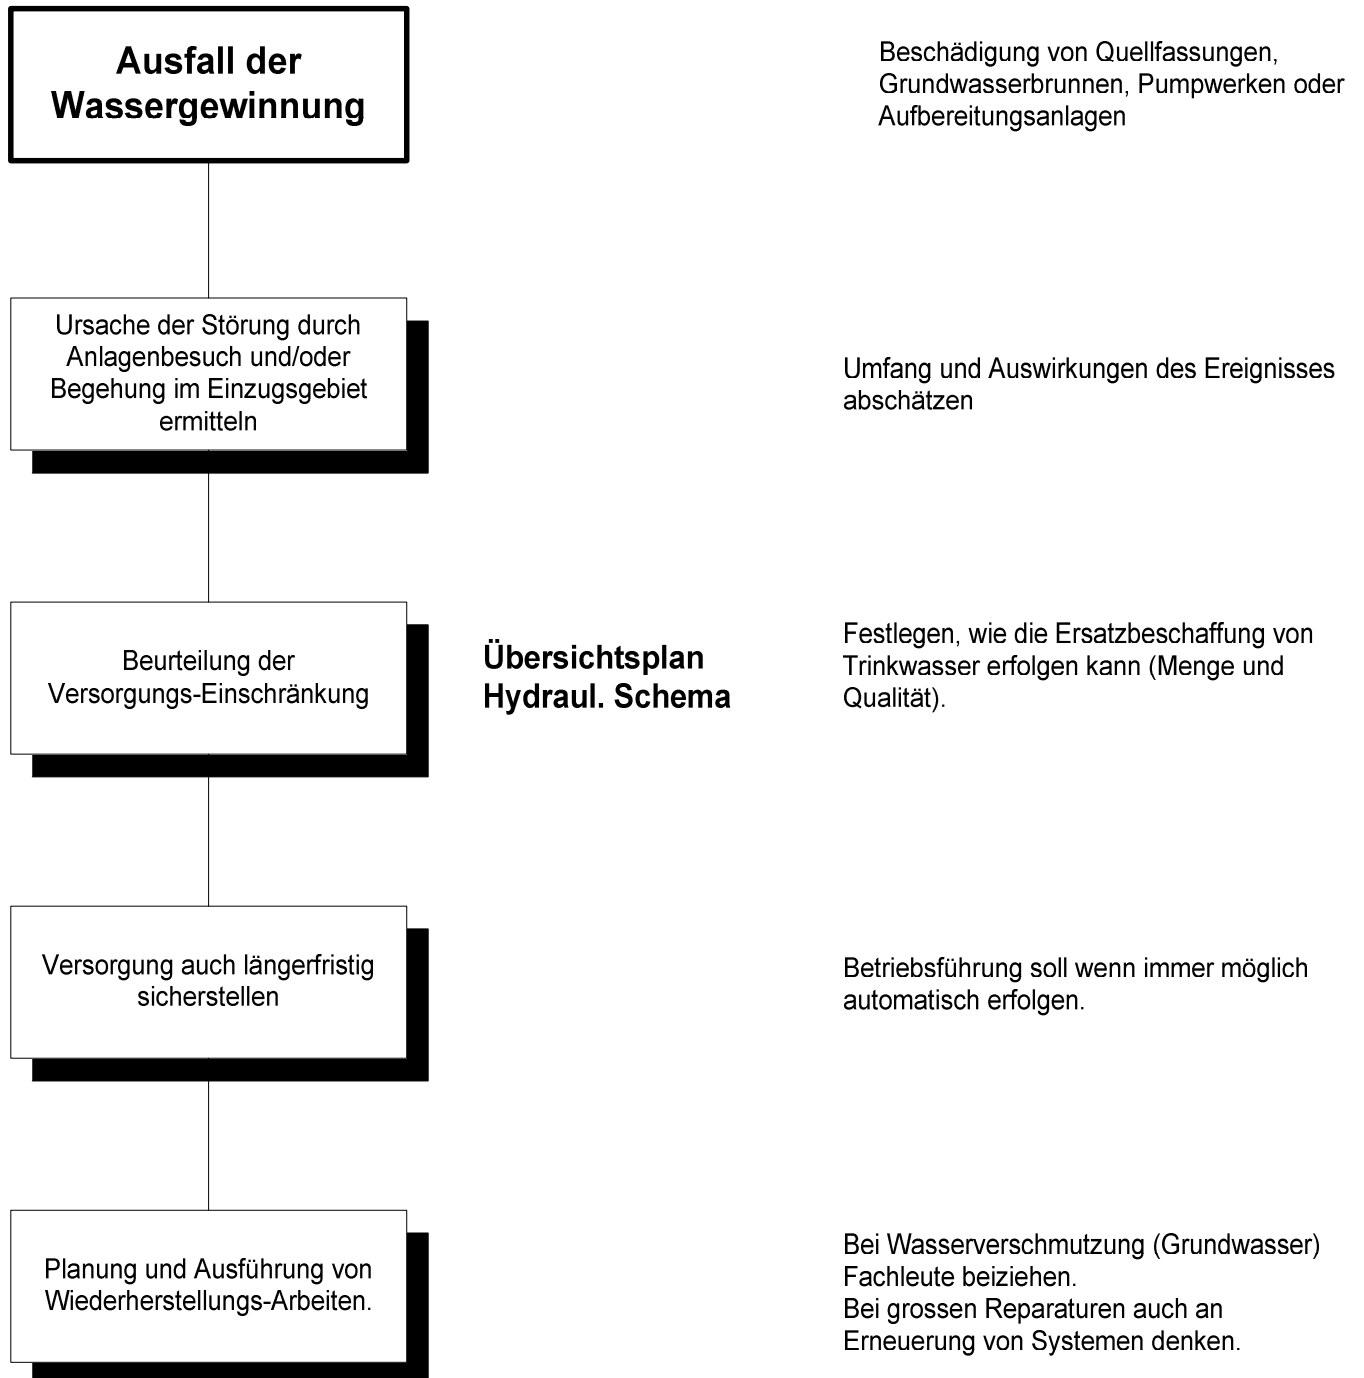 Ausfall der
Wassergewinnung
Beschädigung von Quellfassungen,
Grundwasserbrunnen, Pumpwerken oder
Aufbereitungsanlagen
Ursache der Störung durch
Anlagenbesuch und/oder
Begehung im Einzugsgebiet
ermitteln
Umfang und Auswirkungen des Ereignisses
abschätzen
Beurteilung der
Versorgungs-Einschränkung
Übersichtsplan
Hydraul. Schema
Festlegen, wie die Ersatzbeschaffung von
Trinkwasser erfolgen kann (Menge und
Qualität).
Versorgung auch längerfristig
sicherstellen
Betriebsführung soll wenn immer möglich
automatisch erfolgen.
Planung und Ausführung von
Wiederherstellungs-Arbeiten.
Bei Wasserverschmutzung (Grundwasser)
Fachleute beiziehen.
Bei grossen Reparaturen auch an
Erneuerung von Systemen denken.